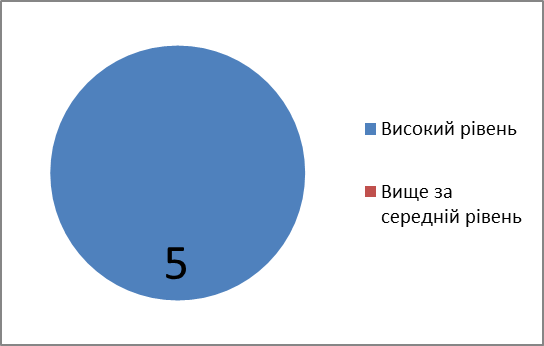 Високий рівень
Вище за
середній рівень
5